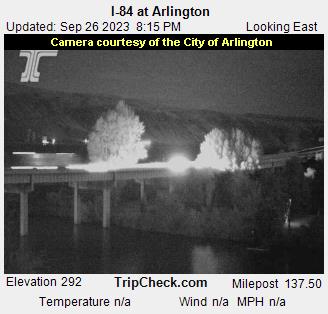 I-84 at Arlington
Updated: Sep 26 2023 8:15 PM Looking East
Camera courtesy of the City of Arlington
Elevation 292 TripCheck.com Milepost 137.50
Temperature n/a Wind n/a MPH n/a